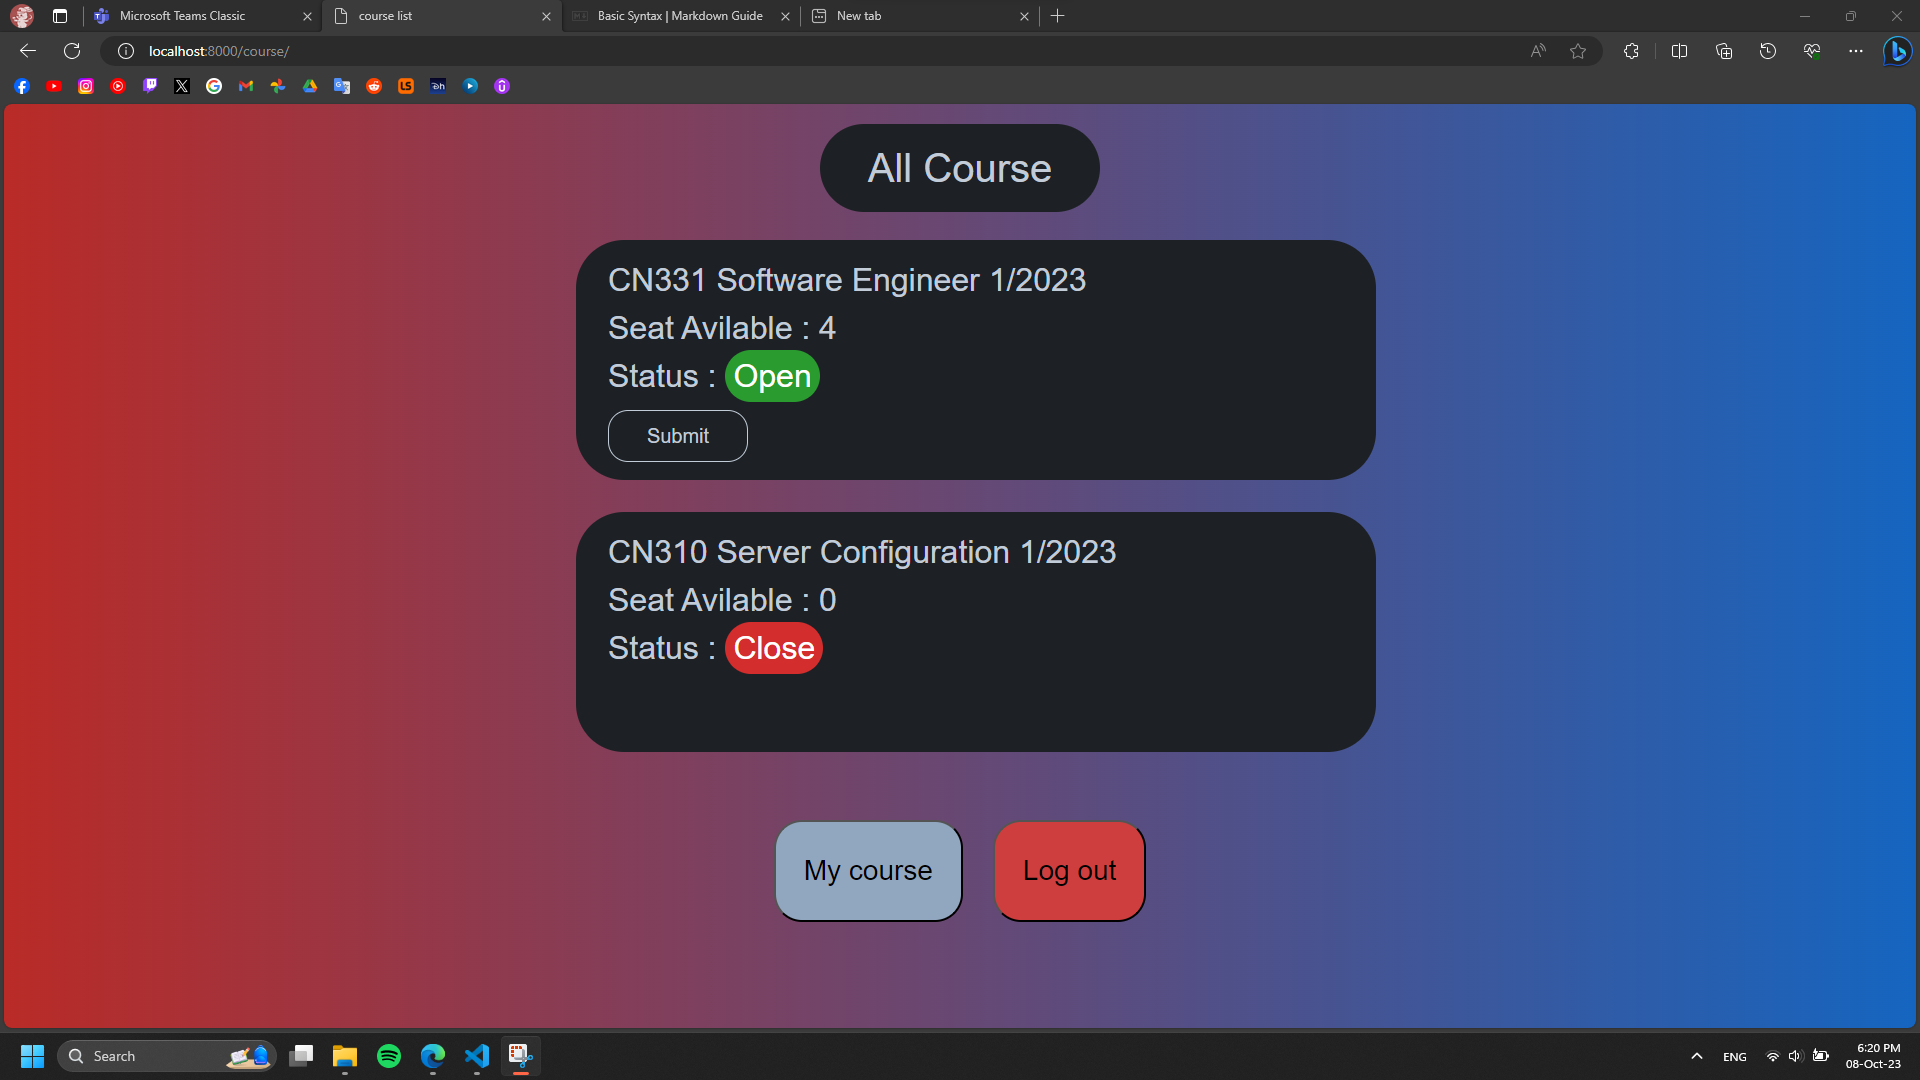 Microsoft Teams Classic
course list
Basic Syntax | Markdown Guide
New tab
localhost:8000/course/
All Course
CN331 Software Engineer 1/2023
Seat Avilable : 4
Status : Open
Submit
CN310 Server Configuration 1/2023
Seat Avilable : 0
Status : Close
My course
Log out
Search
ENG
6:20 PM
08-Oct-23